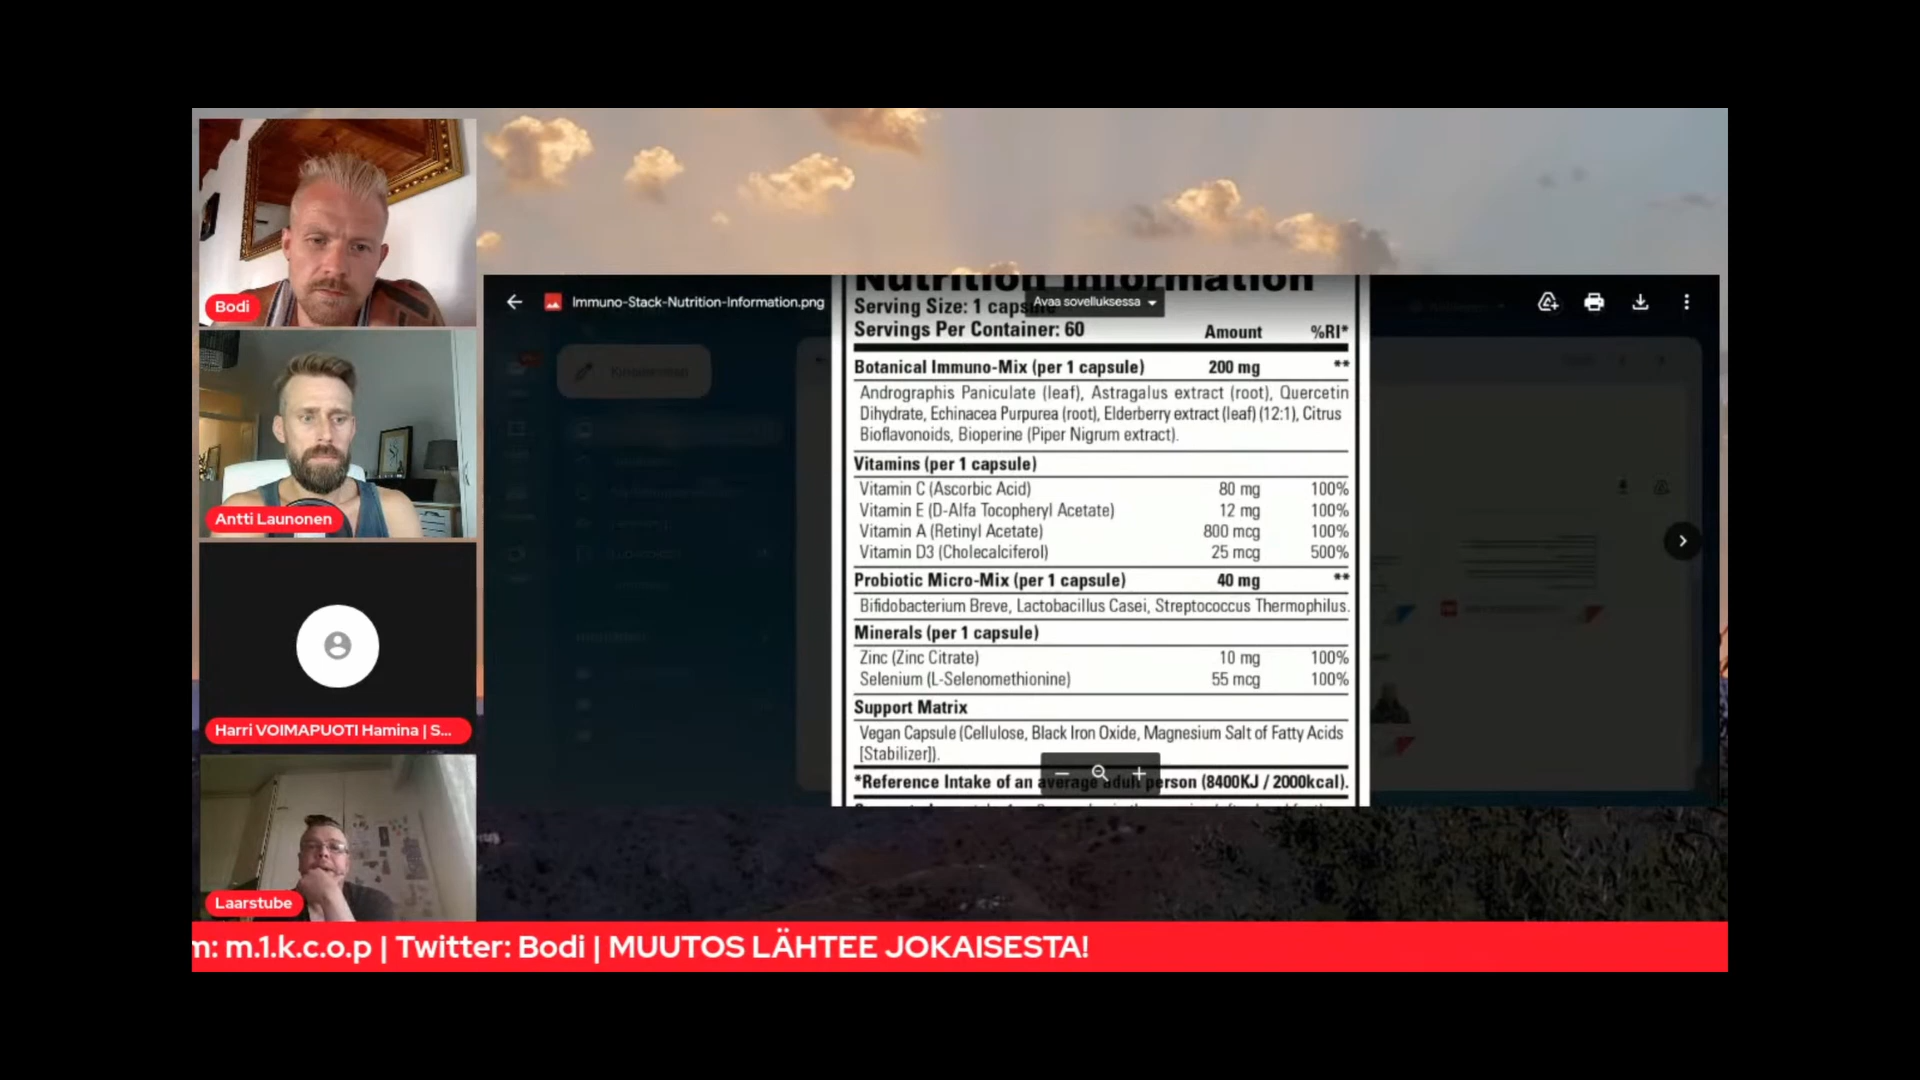 Bodi
Antti Launonen
Harri VOIMAPUOTI Hamina | S...
Laarstube
Immuno-Stack-Nutrition-Information.png
Avaa sovelluksessa
Nutrition Information
Serving Size: 1 caps
Servings Per Container: 60 Amount %RI*
Botanical Immuno-Mix (per 1 capsule) 200 mg **
Andrographis Paniculate (leaf), Astragalus extract (root), Quercetin
Dihydrate, Echinacea Purpurea (root), Elderberry extract (leaf) (12:1), Citrus
Bioflavonoids, Bioperine (Piper Nigrum extract).
Vitamins (per 1 capsule)
Vitamin C (Ascorbic Acid) 80 mg 100%
Vitamin E (D-Alfa Tocopheryl Acetate) 12 mg 100%
Vitamin A (Retinyl Acetate) 800 mcg 100%
Vitamin D3 (Cholecalciferol) 25 mcg 500%
Probiotic Micro-Mix (per 1 capsule) 40 mg **
Bifidobacterium Breve, Lactobacillus Casei, Streptococcus Thermophilus.
Minerals (per 1 capsule)
Zinc (Zinc Citrate) 10 mg 100%
Selenium (L-Selenomethionine) 55 mcg 100%
Support Matrix
Vegan Capsule (Cellulose, Black Iron Oxide, Magnesium Salt of Fatty Acids
[Stabilizer]).
*Reference Intake of an average adult person (8400KJ / 2000kcal).
m: m.1.k.c.o.p | Twitter: Bodi | MUUTOS LÄHTEE JOKAISESTA!